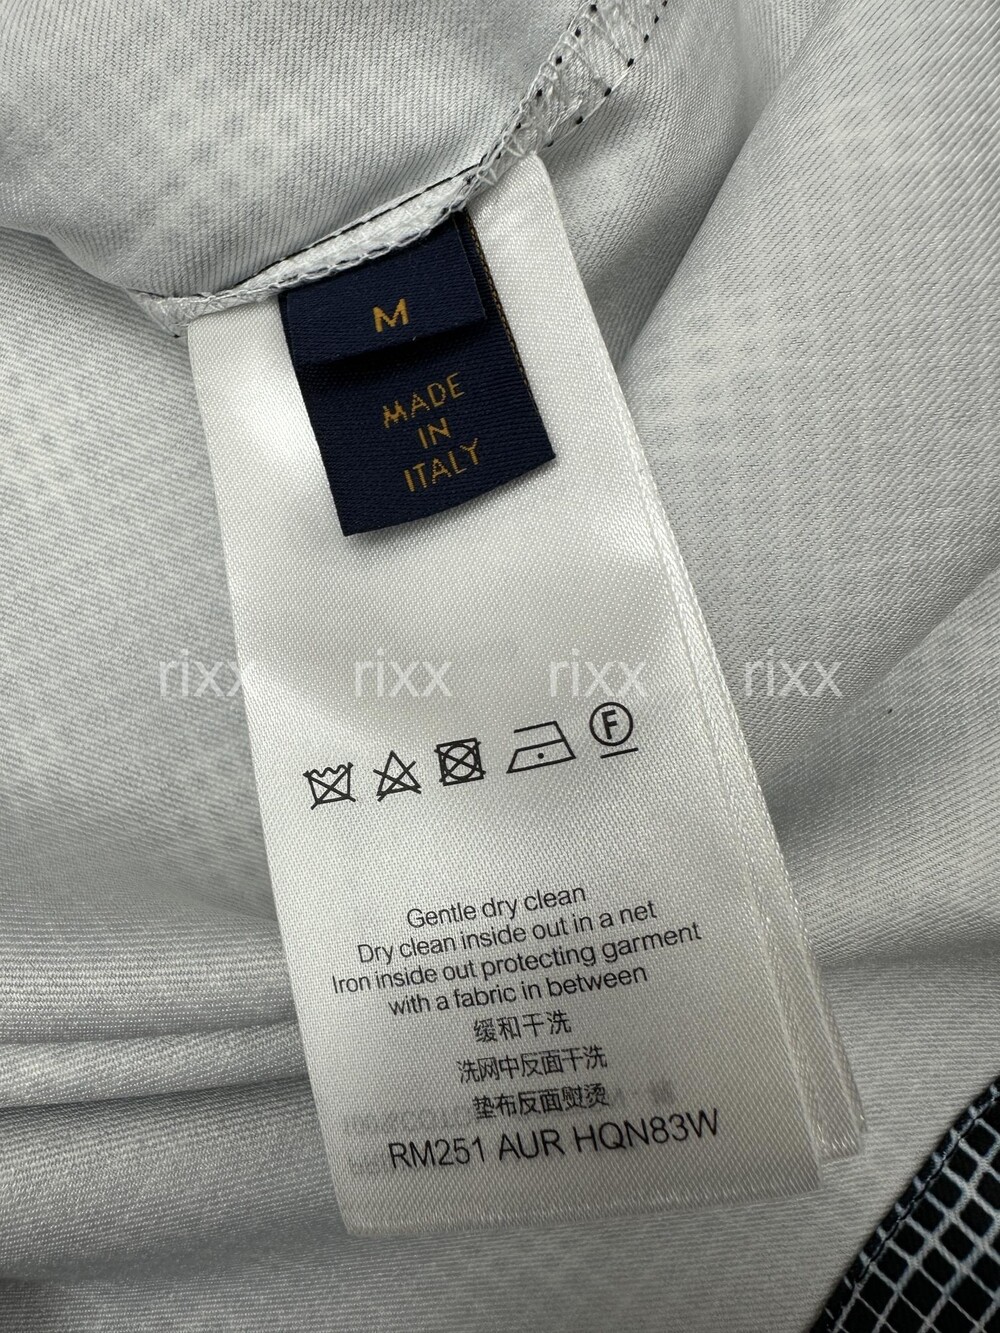 M
MADE
IN
ITALY
rixx rixx rixx rixx
F
Gentle dry clean
Dry clean inside out in a net
Iron inside out protecting garment
with a fabric in between
缓和干洗
洗网中反面干洗
垫布反面熨烫
RM251 AUR HQN83W